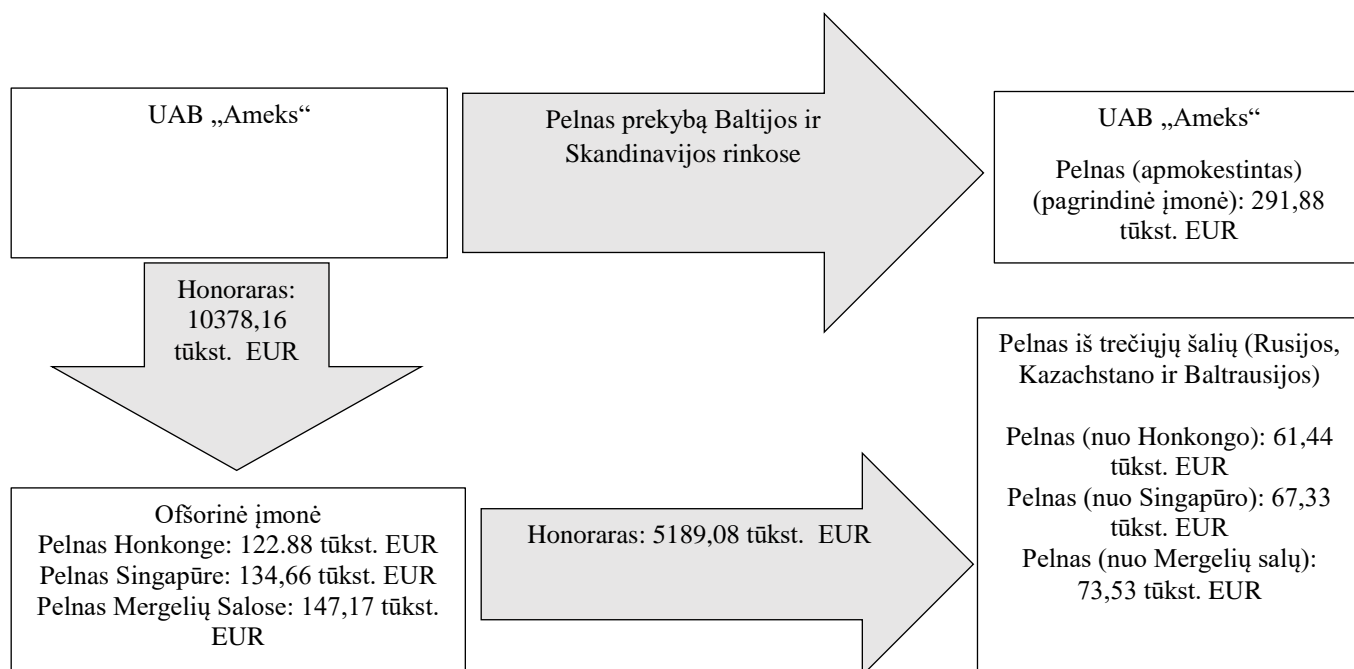 UAB „Ameks“
Pelnas prekybą Baltijos ir
Skandinavijos rinkose
UAB „Ameks“
Pelnas (apmokestintas)
(pagrindinė įmonė): 291,88
tūkst. EUR
Honoraras:
10378,16
tūkst. EUR
Pelnas iš trečiųjų šalių (Rusijos,
Kazachstano ir Baltrausijos)
Pelnas (nuo Honkongo): 61,44
tūkst. EUR
Pelnas (nuo Singapūro): 67,33
tūkst. EUR
Pelnas (nuo Mergelių salų):
73,53 tūkst. EUR
Ofšorinė įmonė
Pelnas Honkonge: 122.88 tūkst. EUR
Pelnas Singapūre: 134,66 tūkst. EUR
Pelnas Mergelių Salose: 147,17 tūkst.
EUR
Honoraras: 5189,08 tūkst. EUR